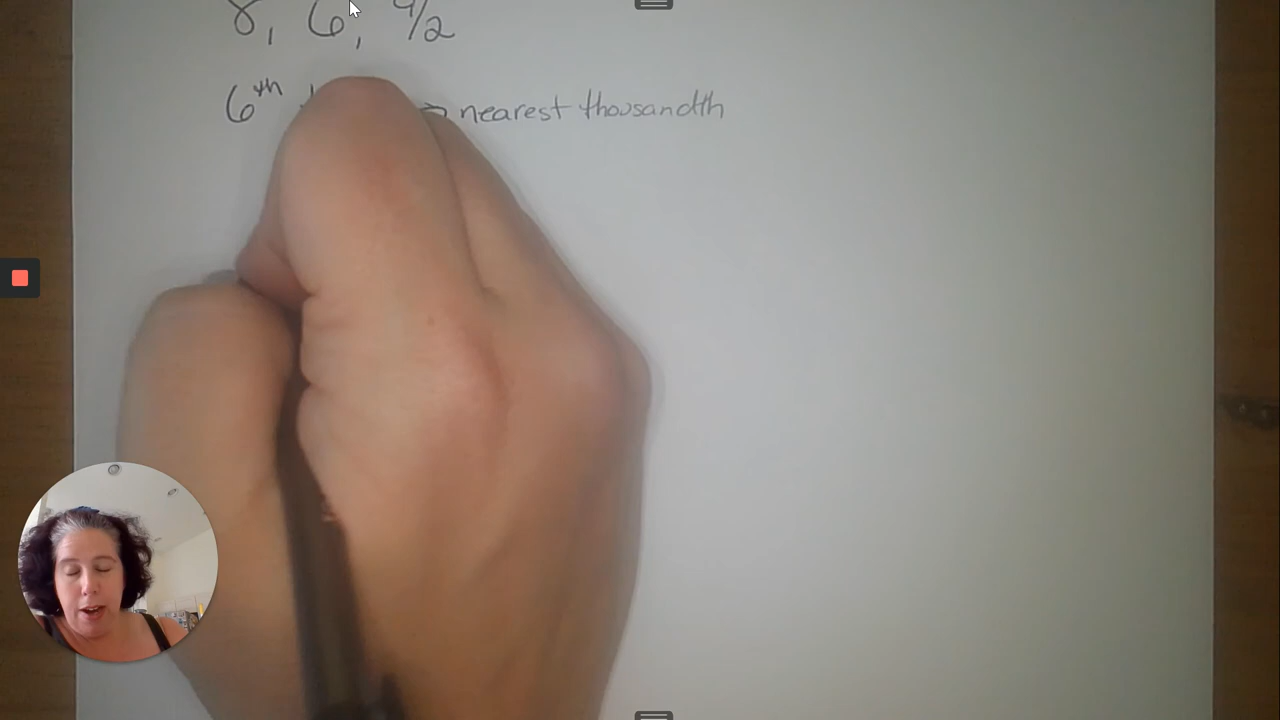 8, 6, 9/2
6th → nearest thousandth